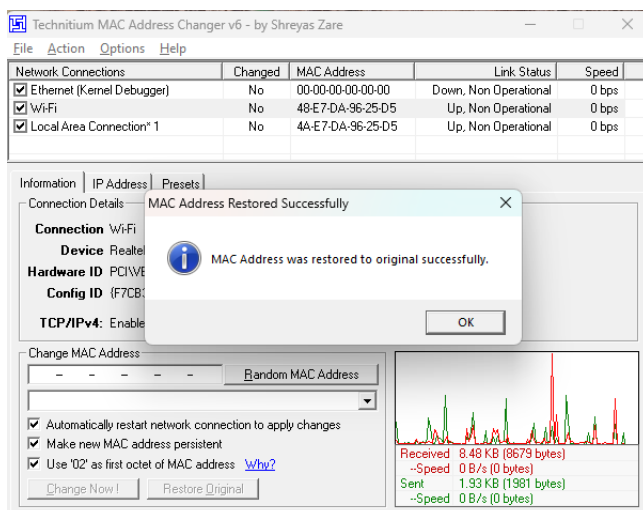 Technitium MAC Address Changer v6 - by Shreyas Zare
File Action Options Help
Network Connections Changed MAC Address Link Status Speed
Ethernet (Kernel Debugger) No 00-00-00-00-00-00 Down, Non Operational 0 bps
Wi-Fi No 48-E7-DA-96-25-D5 Up, Non Operational 0 bps
Local Area Connection* 1 No 4A-E7-DA-96-25-D5 Up, Non Operational 0 bps
Information IP Address Presets
Connection Details
Connection Wi-Fi
Device
Hardware ID
Config ID
TCP/IPv4:
MAC Address Restored Successfully
MAC Address was restored to original successfully.
OK
Change MAC Address
- - - - - Random MAC Address
Automatically restart network connection to apply changes
Make new MAC address persistent
Use '02' as first octet of MAC address Why?
Change Now ! Restore Original
Received 8.48 KB (8679 bytes)
--Speed 0 B/s (0 bytes)
Sent 1.93 KB (1981 bytes)
--Speed 0 B/s (0 bytes)